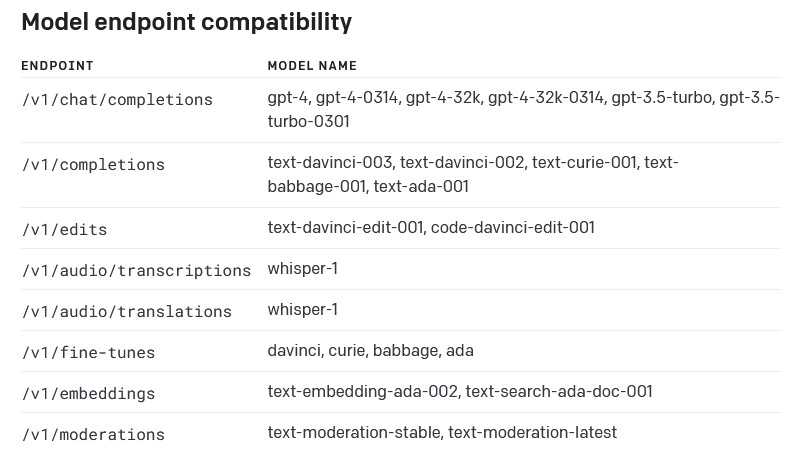 Model endpoint compatibility
ENDPOINT MODEL NAME
/v1/chat/completions gpt-4, gpt-4-0314, gpt-4-32k, gpt-4-32k-0314, gpt-3.5-turbo, gpt-3.5-
turbo-0301
/v1/completions text-davinci-003, text-davinci-002, text-curie-001, text-
babbage-001, text-ada-001
/v1/edits text-davinci-edit-001, code-davinci-edit-001
/v1/audio/transcriptions whisper-1
/v1/audio/translations whisper-1
/v1/fine-tunes davinci, curie, babbage, ada
/v1/embeddings text-embedding-ada-002, text-search-ada-doc-001
/v1/moderations text-moderation-stable, text-moderation-latest